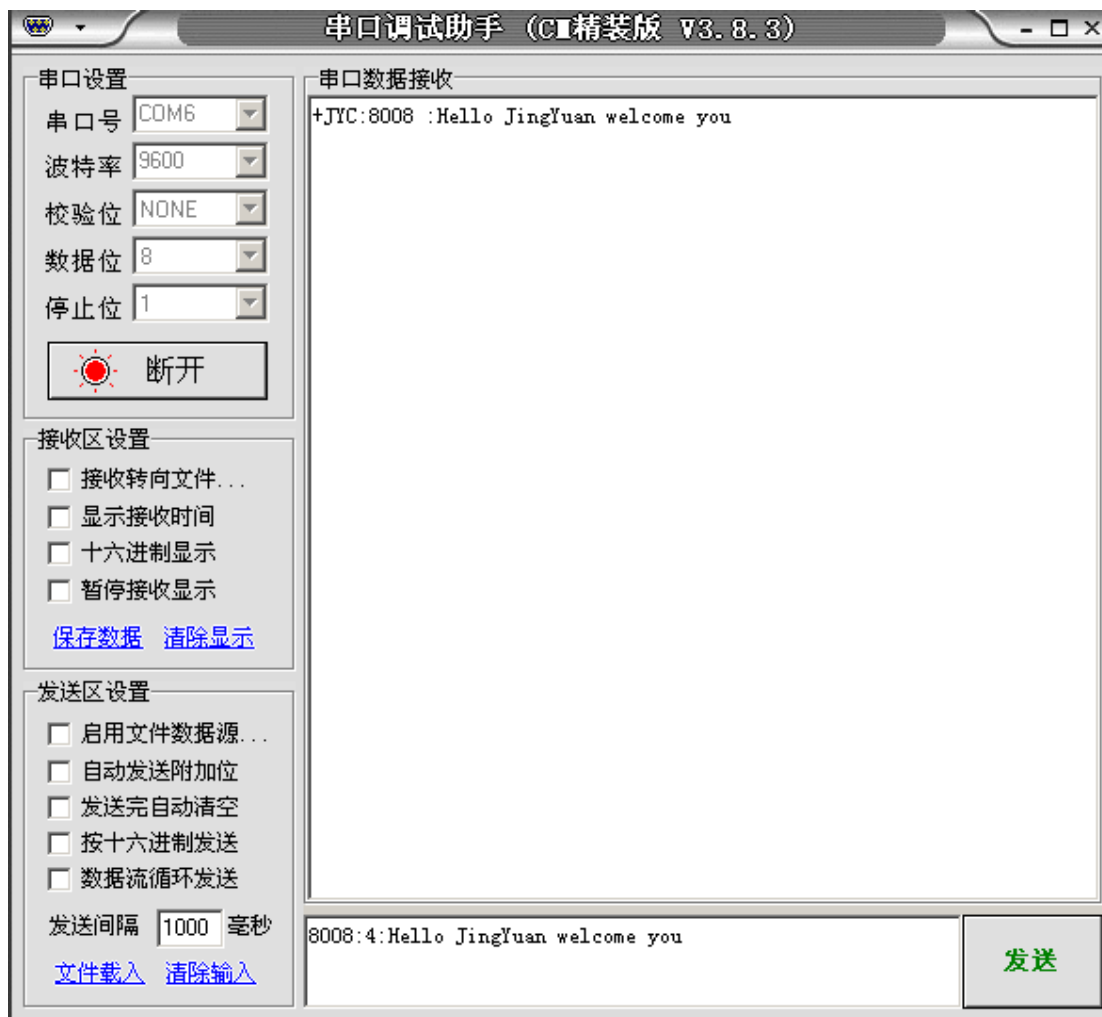 串口调试助手 (CM精装版 V3.8.3)
串口设置
串口号 COM6
波特率 9600
校验位 NONE
数据位 8
停止位 1
断开
接收区设置
接收转向文件...
显示接收时间
十六进制显示
暂停接收显示
保存数据 清除显示
发送区设置
启用文件数据源...
自动发送附加位
发送完自动清空
按十六进制发送
数据流循环发送
发送间隔 1000 毫秒
文件载入 清除输入
串口数据接收
+JYC:8008 :Hello JingYuan welcome you
8008:4:Hello JingYuan welcome you
发送